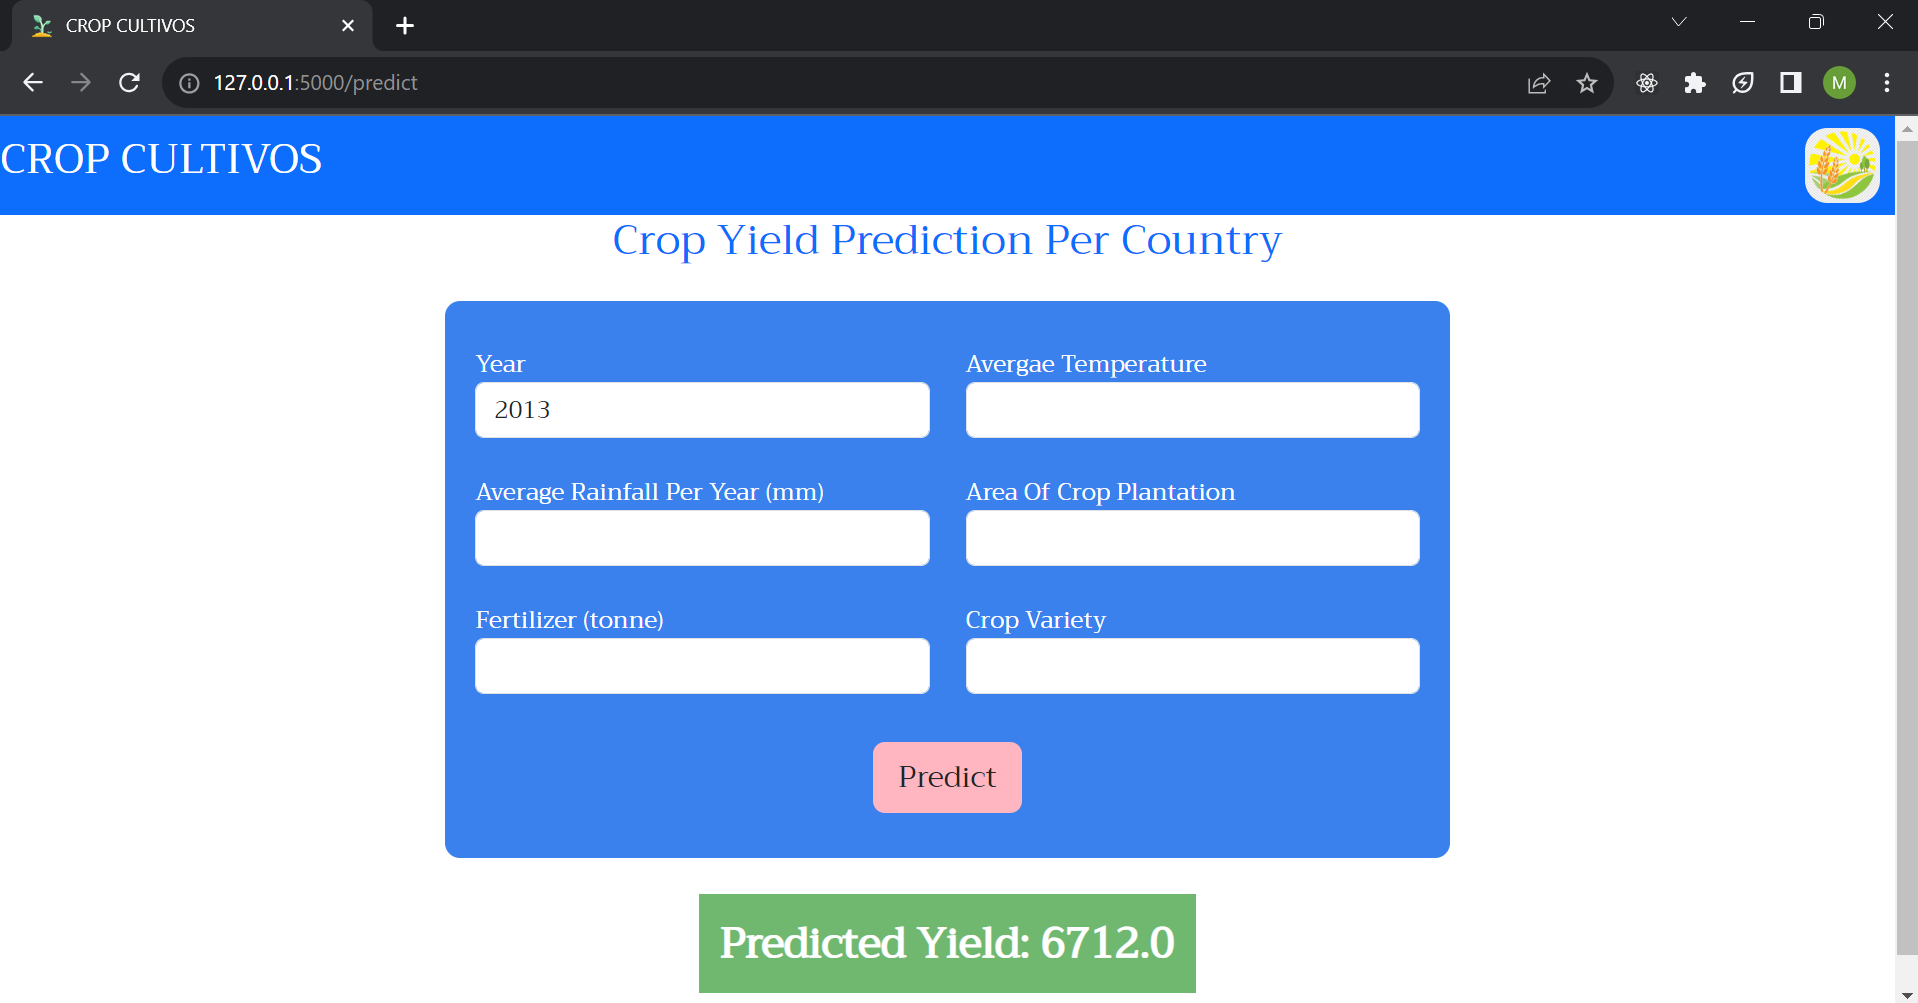 CROP CULTIVOS
127.0.0.1:5000/predict
M
CROP CULTIVOS
Crop Yield Prediction Per Country
Year
Avergae Temperature
2013
Average Rainfall Per Year (mm)
Area Of Crop Plantation
Fertilizer (tonne)
Crop Variety
Predict
Predicted Yield: 6712.0